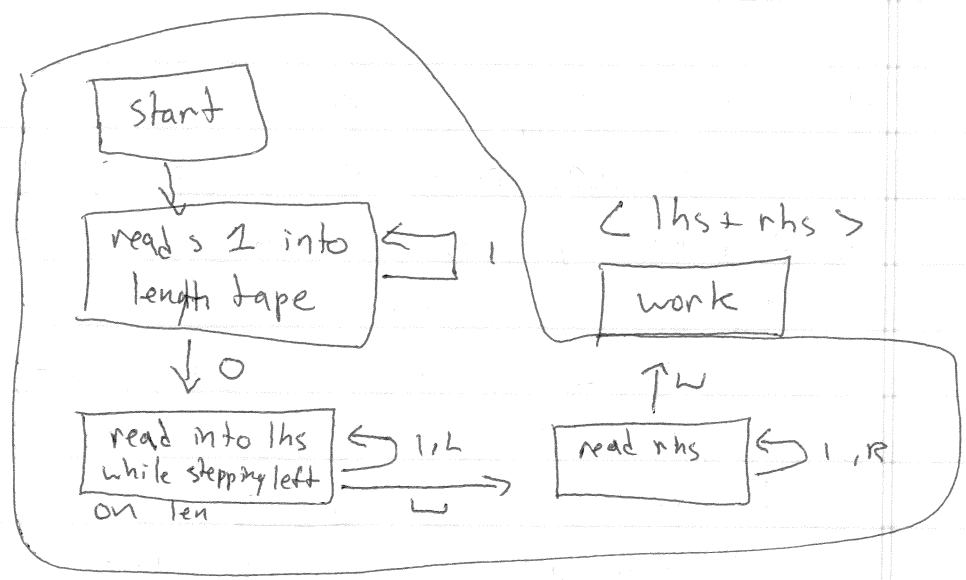 start
reads 1 into
length tape
1
0
< lhs + rhs >
work
␣
read into lhs
while stepping left
on len
1, L
␣
read rhs
1, R